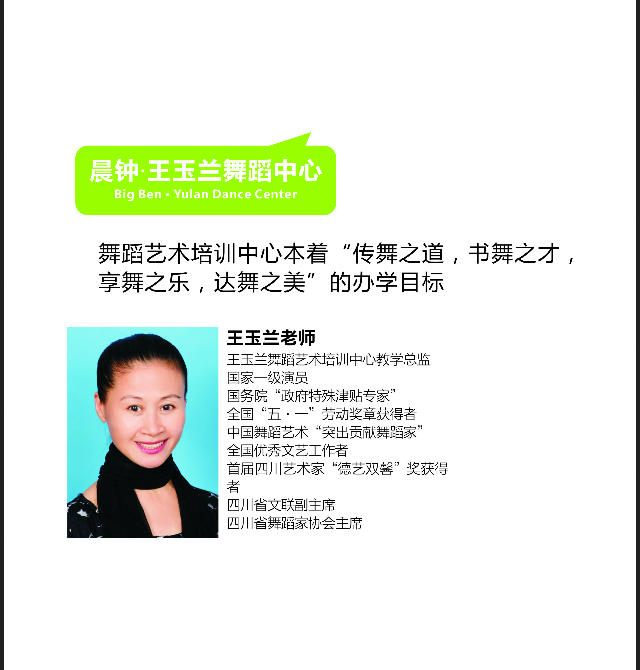 晨钟·王玉兰舞蹈中心
Big Ben · Yulan Dance Center
舞蹈艺术培训中心本着“传舞之道，书舞之才，
享舞之乐，达舞之美”的办学目标
王玉兰老师
王玉兰舞蹈艺术培训中心教学总监
国家一级演员
国务院“政府特殊津贴专家”
全国“五·一”劳动奖章获得者
中国舞蹈艺术“突出贡献舞蹈家”
全国优秀文艺工作者
首届四川艺术家“德艺双馨”奖获得
者
四川省文联副主席
四川省舞蹈家协会主席